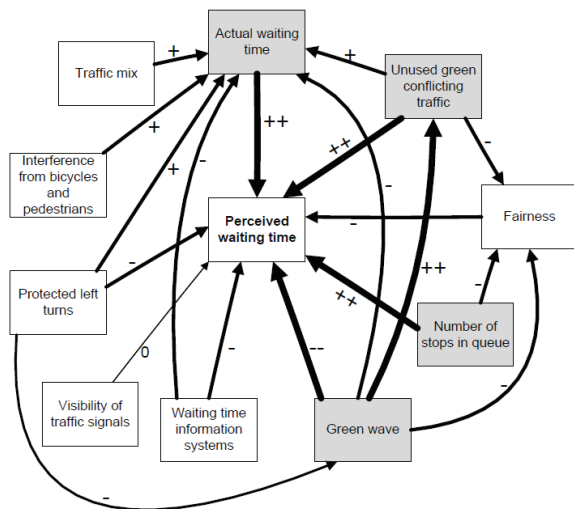 Actual waiting
time
+
+
Traffic mix
Unused green
conflicting
traffic
+
++
++
-
-
+
Interference
from bicycles
and
pedestrians
-
Perceived
waiting time
-
Fairness
-
++
Protected left
turns
++
-
Number of
stops in queue
0
-
--
Visibility of
traffic signals
Waiting time
information
systems
Green wave
-
-